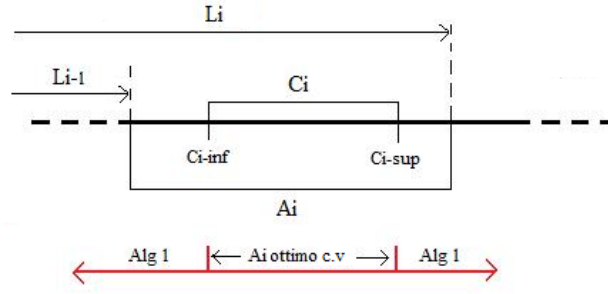 Li
Li-1
Ci
Ci-inf
Ci-sup
Ai
Alg 1
Ai ottimo c.v
Alg 1